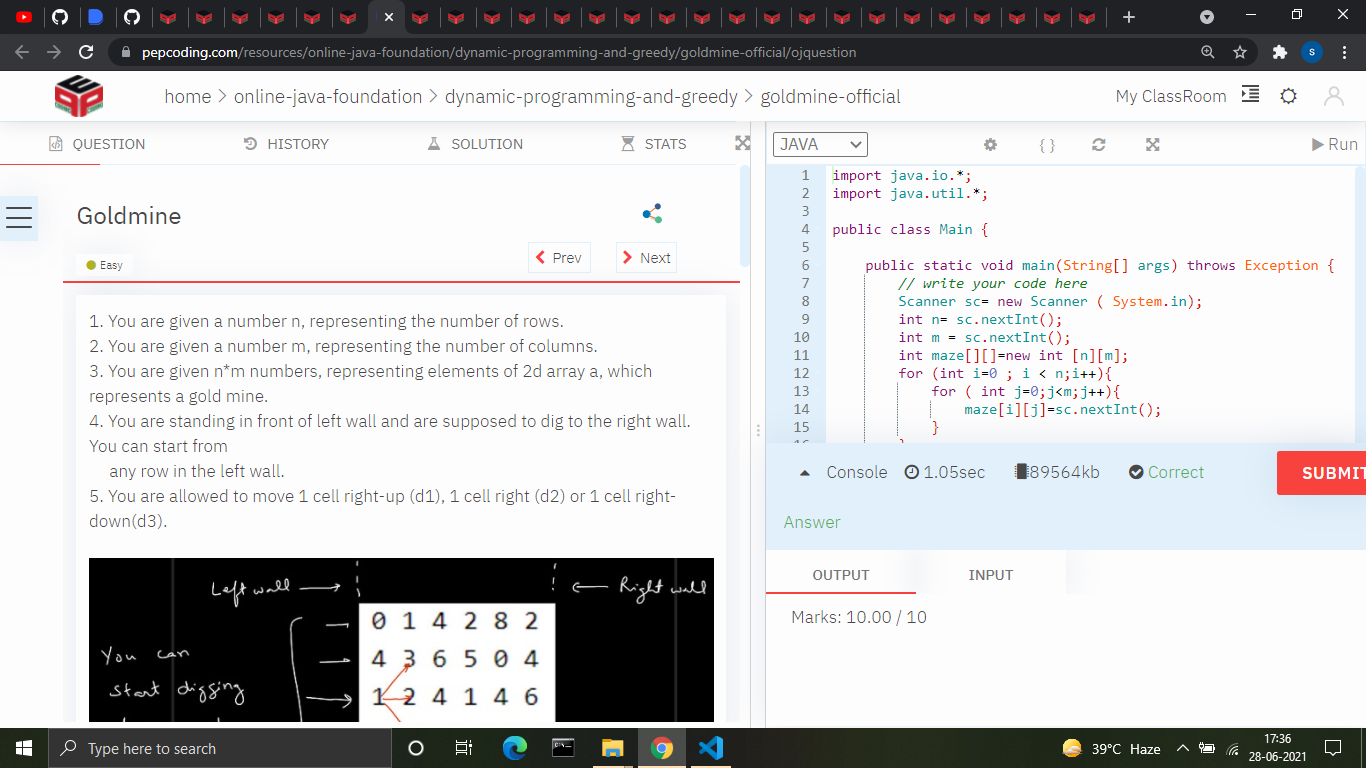 pepcoding.com/resources/online-java-foundation/dynamic-programming-and-greedy/goldmine-official/ojquestion
S
home > online-java-foundation > dynamic-programming-and-greedy > goldmine-official
My ClassRoom
QUESTION
HISTORY
SOLUTION
STATS
JAVA
{ }
Run
Goldmine
Easy
Prev
Next
1. You are given a number n, representing the number of rows.
2. You are given a number m, representing the number of columns.
3. You are given n*m numbers, representing elements of 2d array a, which
represents a gold mine.
4. You are standing in front of left wall and are supposed to dig to the right wall.
You can start from
any row in the left wall.
5. You are allowed to move 1 cell right-up (d1), 1 cell right (d2) or 1 cell right-
down(d3).
Left wall
Right wall
0 1 4 2 8 2
4 3 6 5 0 4
1 2 4 1 4 6
You can
start digging
1 import java.io.*;
2 import java.util.*;
3
4 public class Main {
5
6 public static void main(String[] args) throws Exception {
7 // write your code here
8 Scanner sc= new Scanner ( System.in);
9 int n= sc.nextInt();
10 int m = sc.nextInt();
11 int maze[][]=new int [n][m];
12 for (int i=0 ; i < n;i++){
13 for ( int j=0;j<m;j++){
14 maze[i][j]=sc.nextInt();
15 }
Console
1.05sec
89564kb
Correct
SUBMIT
Answer
OUTPUT
INPUT
Marks: 10.00 / 10
Type here to search
39°C Haze
17:36
28-06-2021